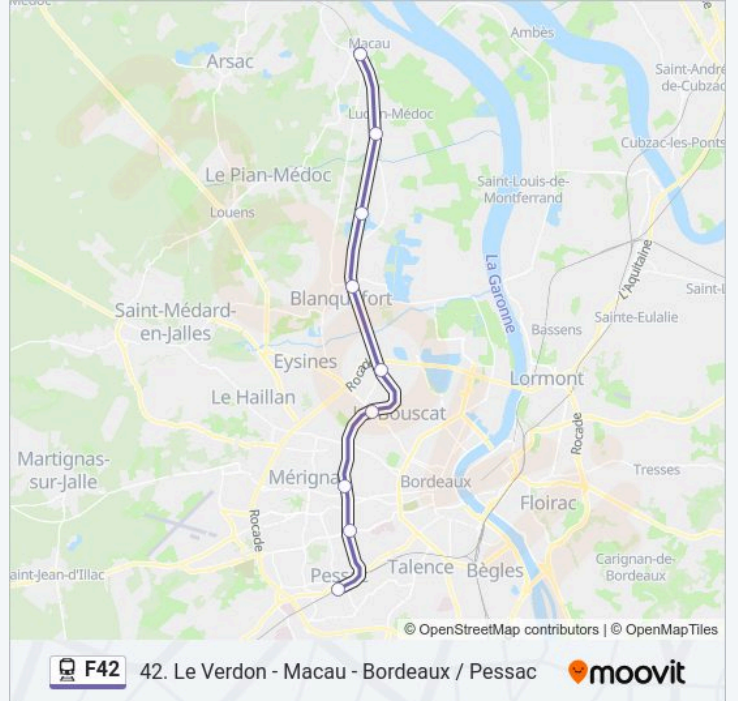 Médoc
Macau
Ambès
Arsac
Saint-André-
de-Cubzac
Cubzac-les-Ponts
Le Pian-Médoc
Saint-Louis-de-
Montferrand
Louens
L'Aquitaine
La Garonne
Blanquefort
Saint-L
Saint-Médard-
en-Jalles
Sainte-Eulalie
Bassens
Eysines
Rocade
Lormont
Le Haillan
Bouscat
Rocade
Martignas-
sur-Jalle
Mérigna
Bordeaux
Tresses
Floirac
Rocade
Carignan-de-
Bordeaux
aint-Jean-d'Illac
Pess
Talence
Bègles
© OpenStreetMap contributors | © OpenMapTiles
F42
42. Le Verdon - Macau - Bordeaux / Pessac
moovit